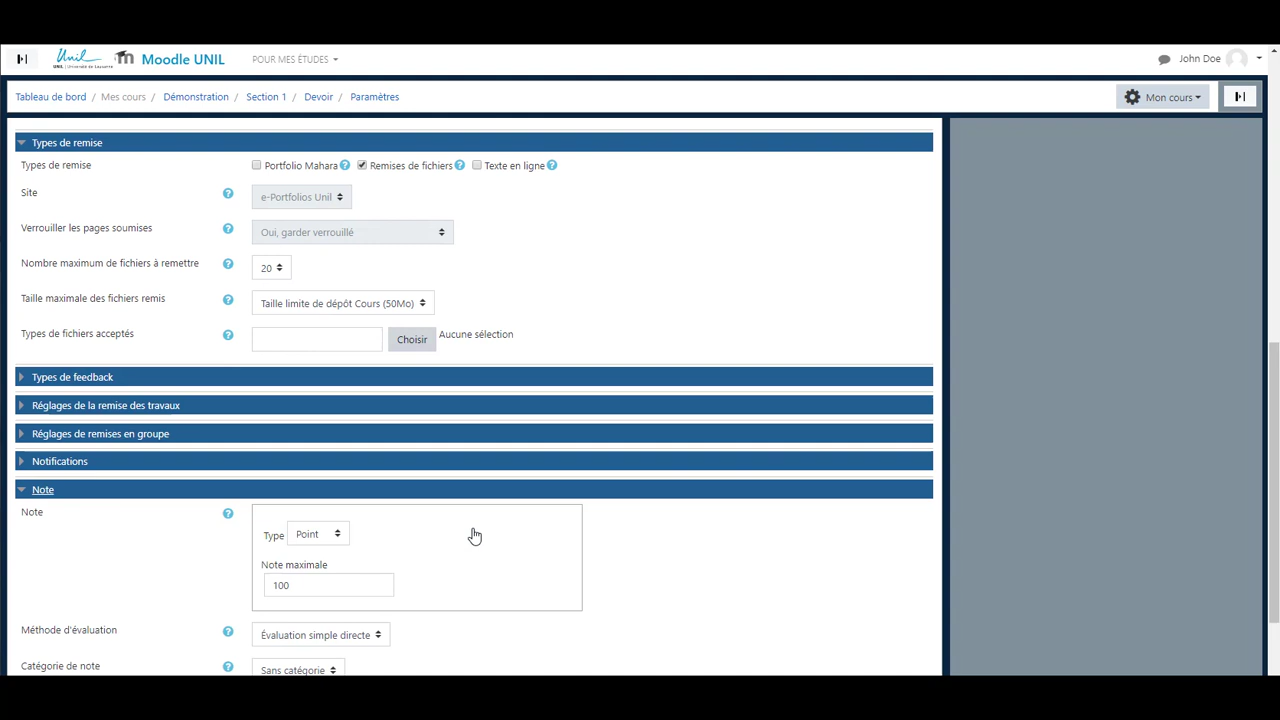 Unil
UNIL | Université de Lausanne
Moodle UNIL
POUR MES ÉTUDES
John Doe
Tableau de bord / Mes cours / Démonstration / Section 1 / Devoir / Paramètres
Mon cours
Types de remise
Types de remise
Portfolio Mahara ? Remises de fichiers ? Texte en ligne ?
Site ? e-Portfolios Unil
Verrouiller les pages soumises ? Oui, garder verrouillé
Nombre maximum de fichiers à remettre ? 20
Taille maximale des fichiers remis ? Taille limite de dépôt Cours (50Mo)
Types de fichiers acceptés ? Choisir Aucune sélection
Types de feedback
Réglages de la remise des travaux
Réglages de remises en groupe
Notifications
Note
Note ?
Type Point
Note maximale
100
Méthode d'évaluation ? Évaluation simple directe
Catégorie de note ? Sans catégorie